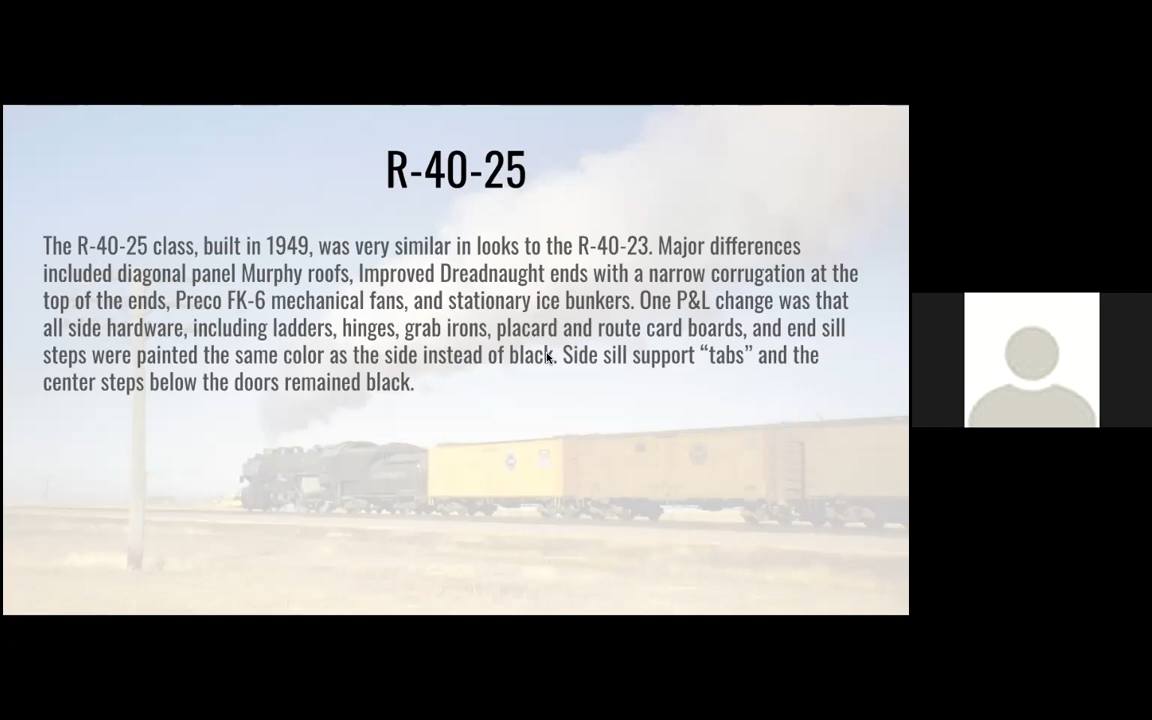 R-40-25
The R-40-25 class, built in 1949, was very similar in looks to the R-40-23. Major differences
included diagonal panel Murphy roofs, Improved Dreadnaught ends with a narrow corrugation at the
top of the ends, Preco FK-6 mechanical fans, and stationary ice bunkers. One P&L change was that
all side hardware, including ladders, hinges, grab irons, placard and route card boards, and end sill
steps were painted the same color as the side instead of black. Side sill support “tabs” and the
center steps below the doors remained black.